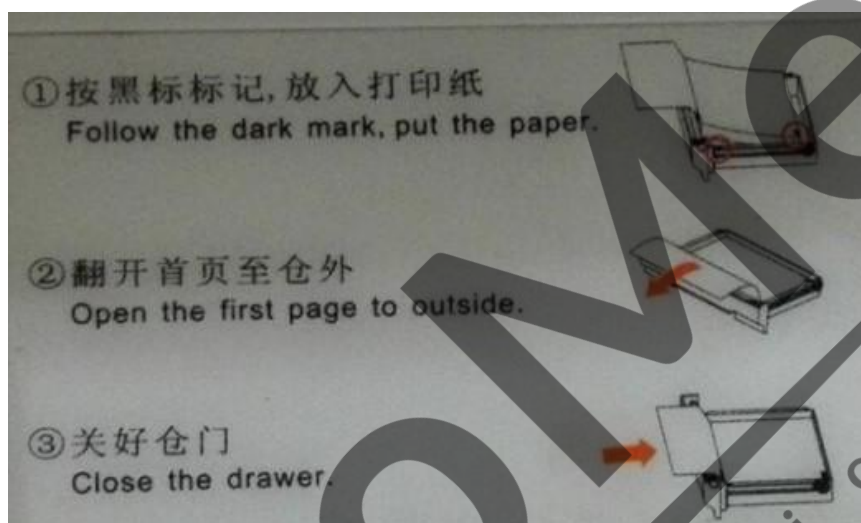 ①按黑标标记,放入打印纸
Follow the dark mark, put the paper.
②翻开首页至仓外
Open the first page to outside.
③关好仓门
Close the drawer.